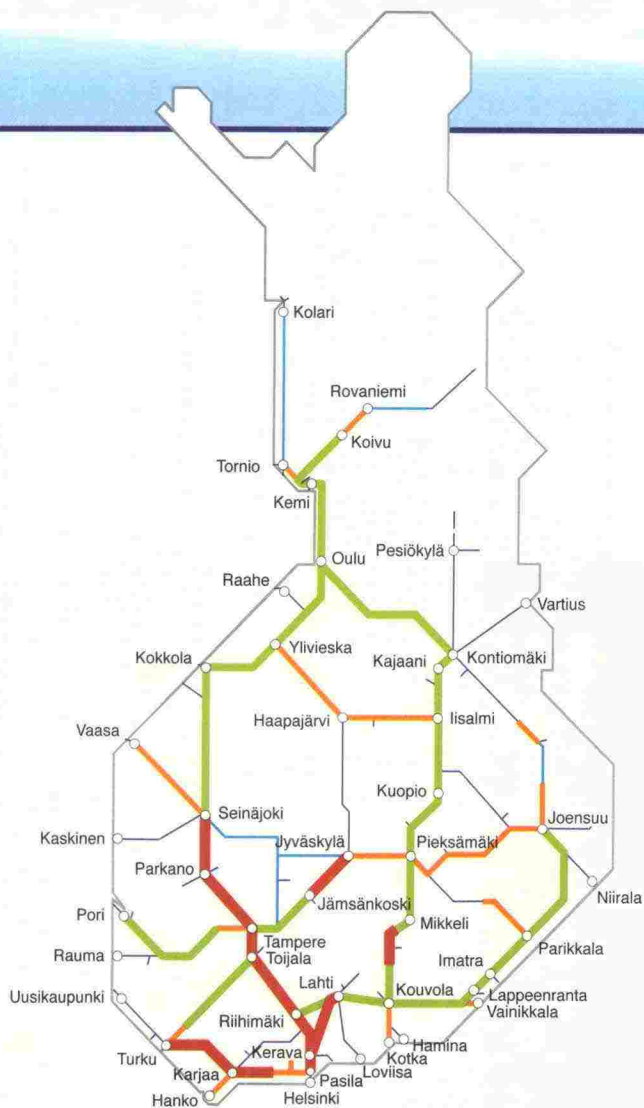 Kolari
Rovaniemi
Koivu
Tornio
Kemi
Oulu
Pesiökylä
Raahe
Vartius
Ylivieska
Kokkola
Kajaani
Kontiomäki
Vaasa
Haapajärvi
Iisalmi
Kuopio
Seinäjoki
Joensuu
Kaskinen
Jyväskylä
Pieksämäki
Parkano
Niirala
Jämsänkoski
Pori
Mikkeli
Tampere
Parikkala
Rauma
Toijala
Imatra
Lahti
Uusikaupunki
Kouvola
Lappeenranta
Vainikkala
Riihimäki
Turku
Kerava
Hamina
Kotka
Karjaa
Loviisa
Pasila
Hanko
Helsinki